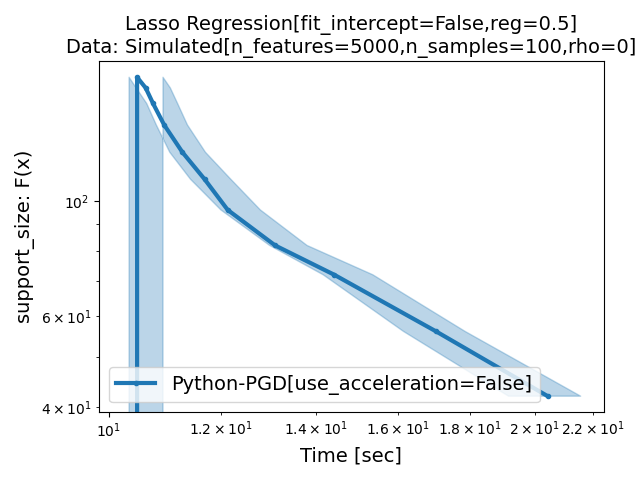 Lasso Regression[fit_intercept=False,reg=0.5]
Data: Simulated[n_features=5000,n_samples=100,rho=0]
support_size: F(x)
10²
6 × 10¹
4 × 10¹
Python-PGD[use_acceleration=False]
10¹ 1.2 × 10¹ 1.4 × 10¹ 1.6 × 10¹ 1.8 × 10¹ 2 × 10¹ 2.2 × 10¹
Time [sec]